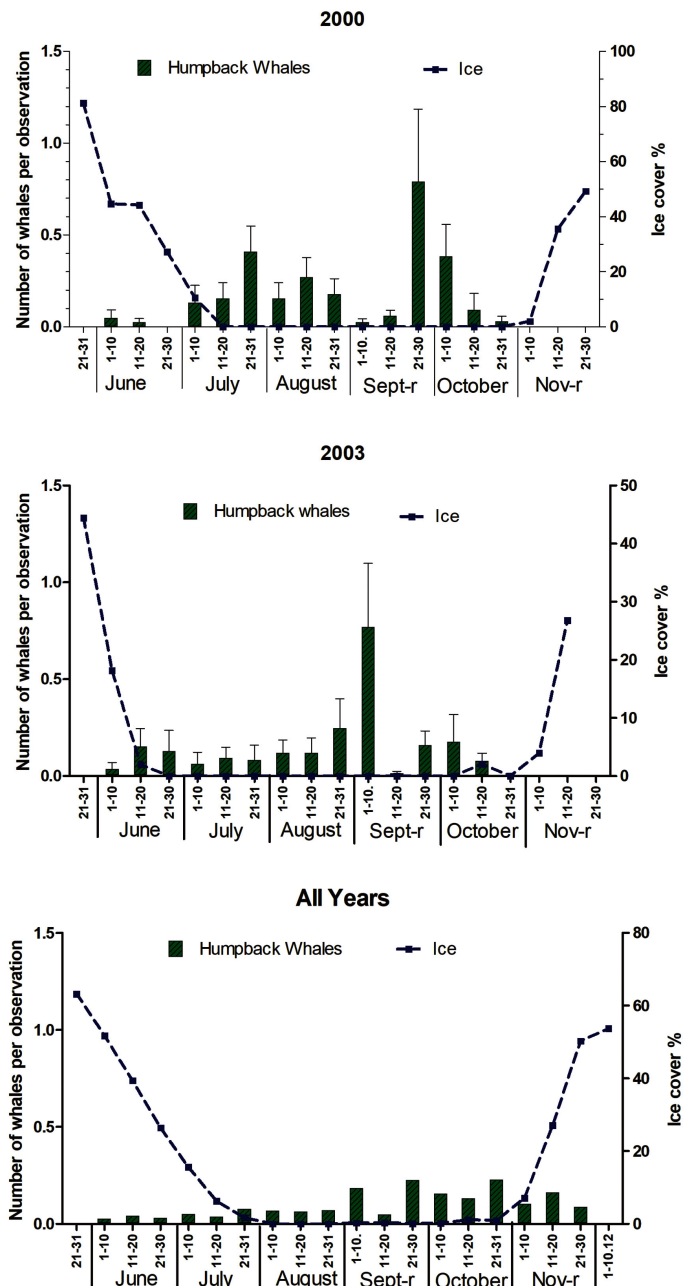 2000
Number of whales per observation
1.5
1.0
0.5
0.0
Humpback Whales
Ice
100
80
60
40
20
0
Ice cover %
21-31 1-10 11-20 21-30 1-10 11-20 21-31 1-10 11-20 21-31 1-10. 11-20 21-30 1-10 11-20 21-31 1-10 11-20 21-30
June July August Sept-r October Nov-r
2003
Number of whales per observation
1.5
1.0
0.5
0.0
Humpback whales
Ice
50
40
30
20
10
0
Ice cover %
21-31 1-10 11-20 21-30 1-10 11-20 21-31 1-10 11-20 21-31 1-10. 11-20 21-30 1-10 11-20 21-31 1-10 11-20 21-30
June July August Sept-r October Nov-r
All Years
Number of whales per observation
1.5
1.0
0.5
0.0
Humpback Whales
Ice
80
60
40
20
0
Ice cover %
21-31 1-10 11-20 21-30 1-10 11-20 21-31 1-10 11-20 21-31 1-10. 11-20 21-30 1-10 11-20 21-31 1-10 11-20 21-30 1-10.12
June July August Sept-r October Nov-r